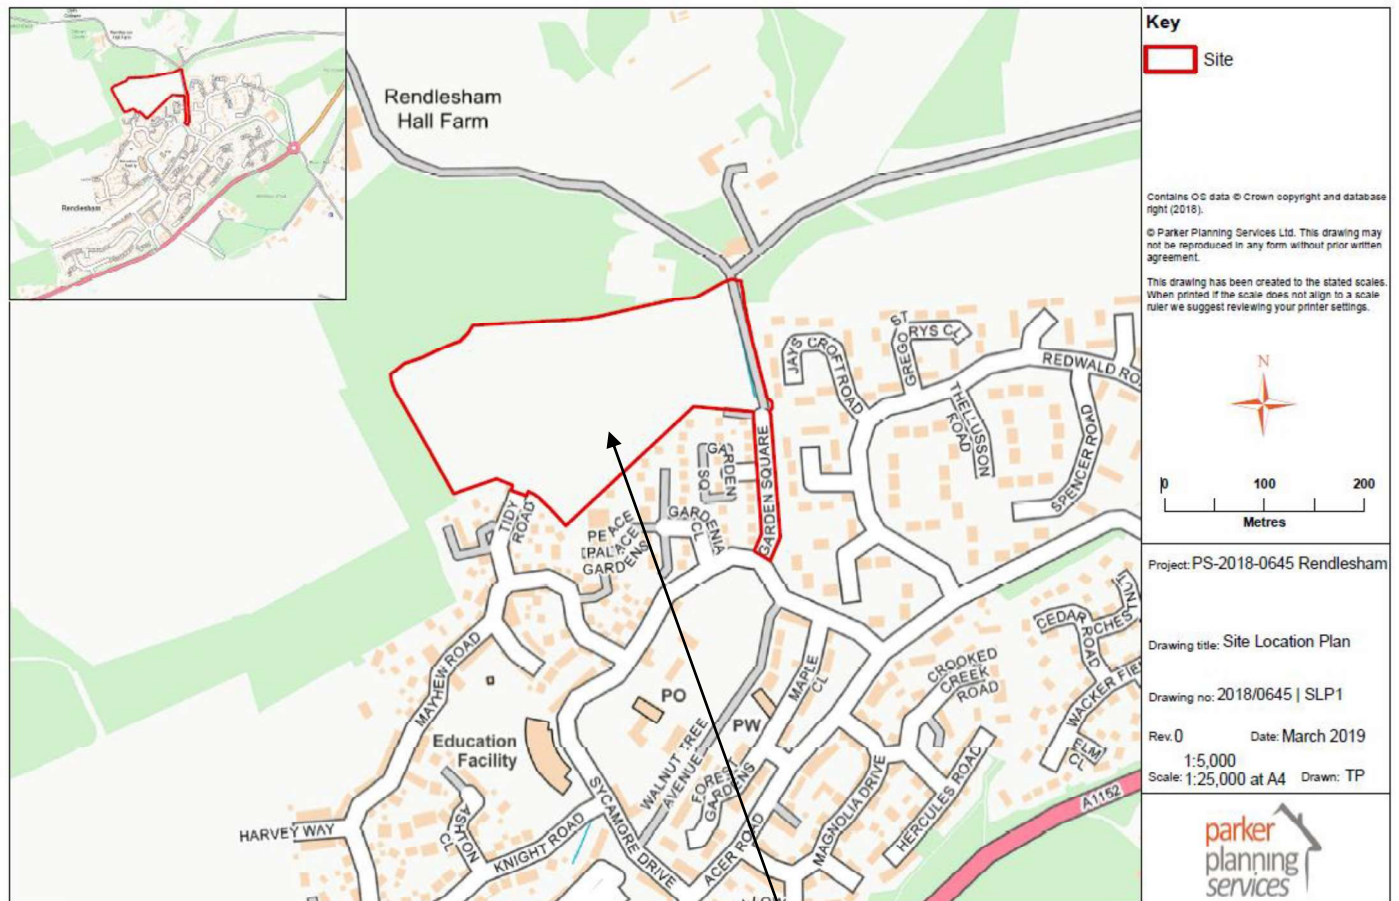 Rendlesham
Rendlesham
Hall Farm
Key
Site
Contains OS data © Crown copyright and database
right (2018).
© Parker Planning Services Ltd. This drawing may
not be reproduced in any form without prior written
agreement.
This drawing has been created to the stated scales.
When printed if the scale does not align to a scale
ruler we suggest reviewing your printer settings.
N
0 100 200
Metres
Project: PS-2018-0645 Rendlesham
Drawing title: Site Location Plan
Drawing no: 2018/0645 | SLP1
Rev. 0 Date: March 2019
1:5,000
Scale: 1:25,000 at A4 Drawn: TP
parker
planning
services
JAYS CROFT ROAD
ST
GREGORYS CL
REDWALD RO
THELLUSSON
ROAD
SPENCER ROAD
GARDEN
SQ
GARDEN SQUARE
TIDY
ROAD
PEACE
PALACE
GARDENS
GARDENIA
CL
MAYHEW ROAD
PO
PW
MAPLE
CL
CROOKED
CREEK
ROAD
CEDAR
ROAD
CHESTNUT
WACKER FIE
ELM
CL
Education
Facility
WALNUT TREE
AVENUE
FOREST
GARDENS
SYCAMORE DRIVE
HARVEY WAY
ASHTON
CL
KNIGHT ROAD
ACER ROAD
MAGNOLIA DRIVE
HERCULES ROAD
A1152